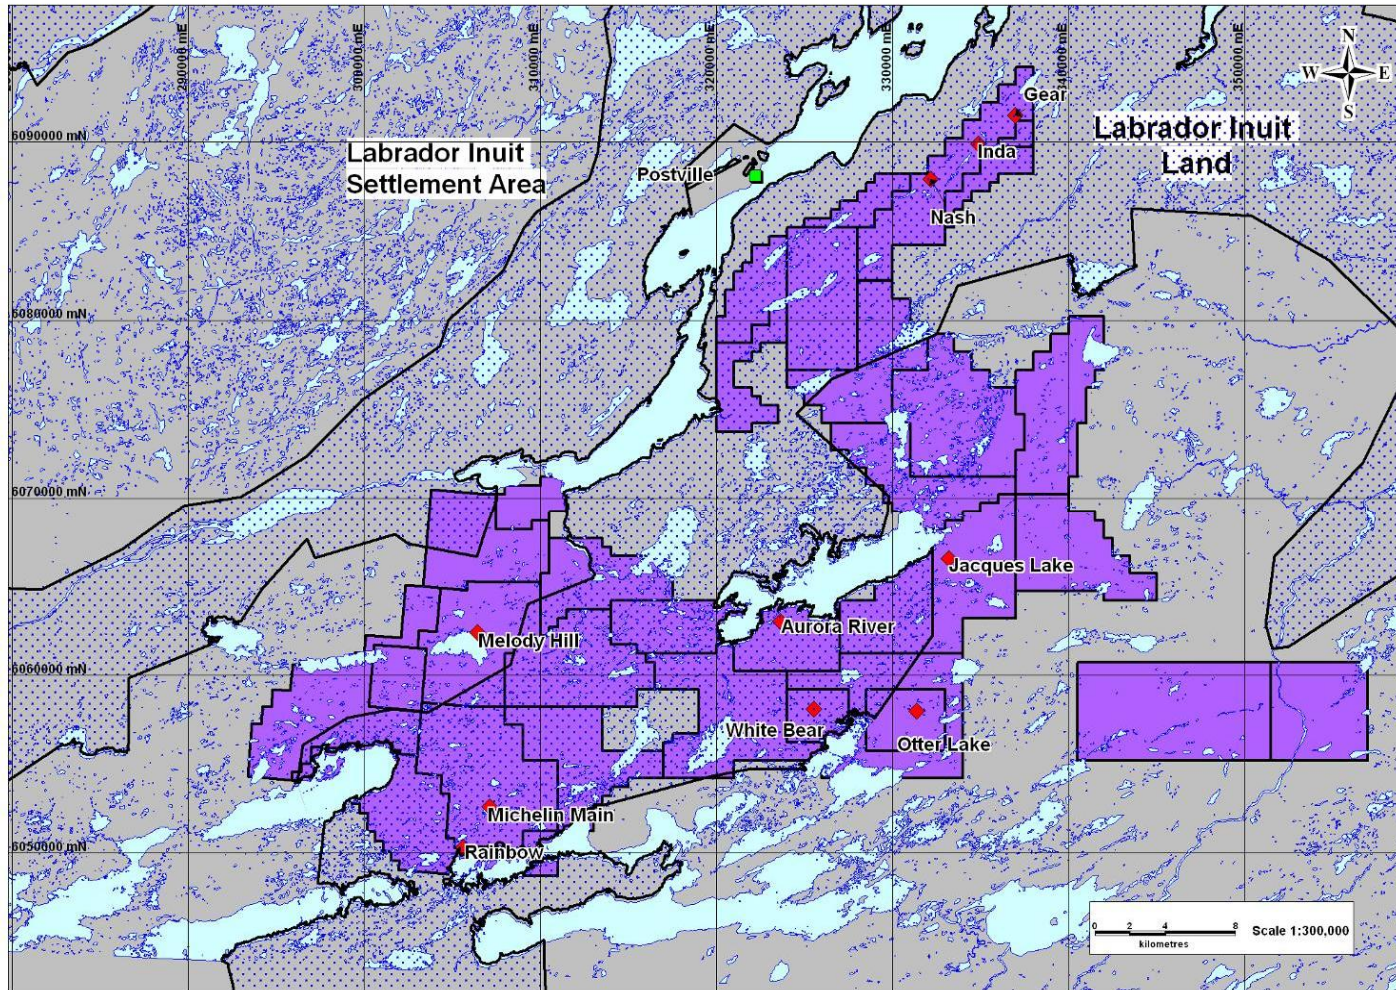 290000 mE
300000 mE
310000 mE
320000 mE
330000 mE
340000 mE
350000 mE
N
W E
S
Gear
6090000 mN
Labrador Inuit
Settlement Area
Labrador Inuit
Land
Inda
Postville
Nash
6080000 mN
6070000 mN
Jacques Lake
Melody Hill
Aurora River
6060000 mN
White Bear
Otter Lake
Michelin Main
6050000 mN
Rainbow
0 2 4 8
kilometres
Scale 1:300,000